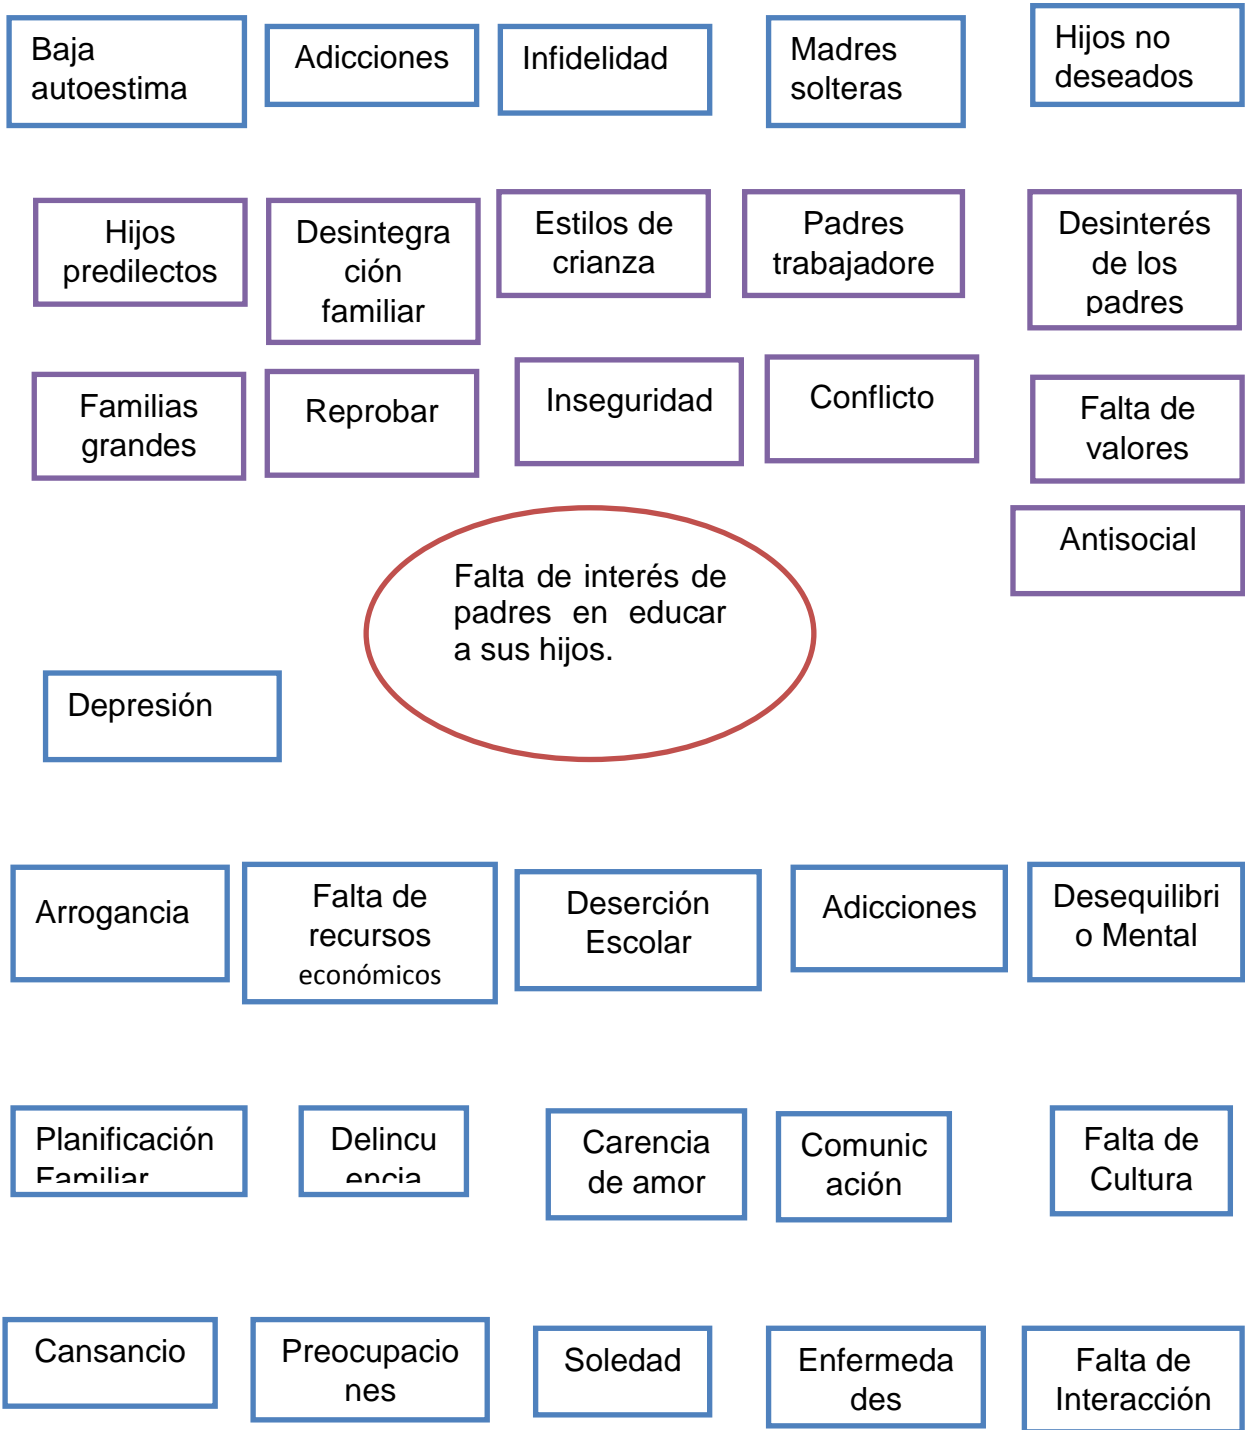 Baja
autoestima
Adicciones
Infidelidad
Madres
solteras
Hijos no
deseados
Hijos
predilectos
Desintegra
ción
familiar
Estilos de
crianza
Padres
trabajadore
Desinterés
de los
padres
Familias
grandes
Reprobar
Inseguridad
Conflicto
Falta de
valores
Antisocial
Falta de interés de
padres en educar
a sus hijos.
Depresión
Arrogancia
Falta de
recursos
económicos
Deserción
Escolar
Adicciones
Desequilibri
o Mental
Planificación
Familiar
Delincu
encia
Carencia
de amor
Comunic
ación
Falta de
Cultura
Cansancio
Preocupacio
nes
Soledad
Enfermeda
des
Falta de
Interacción